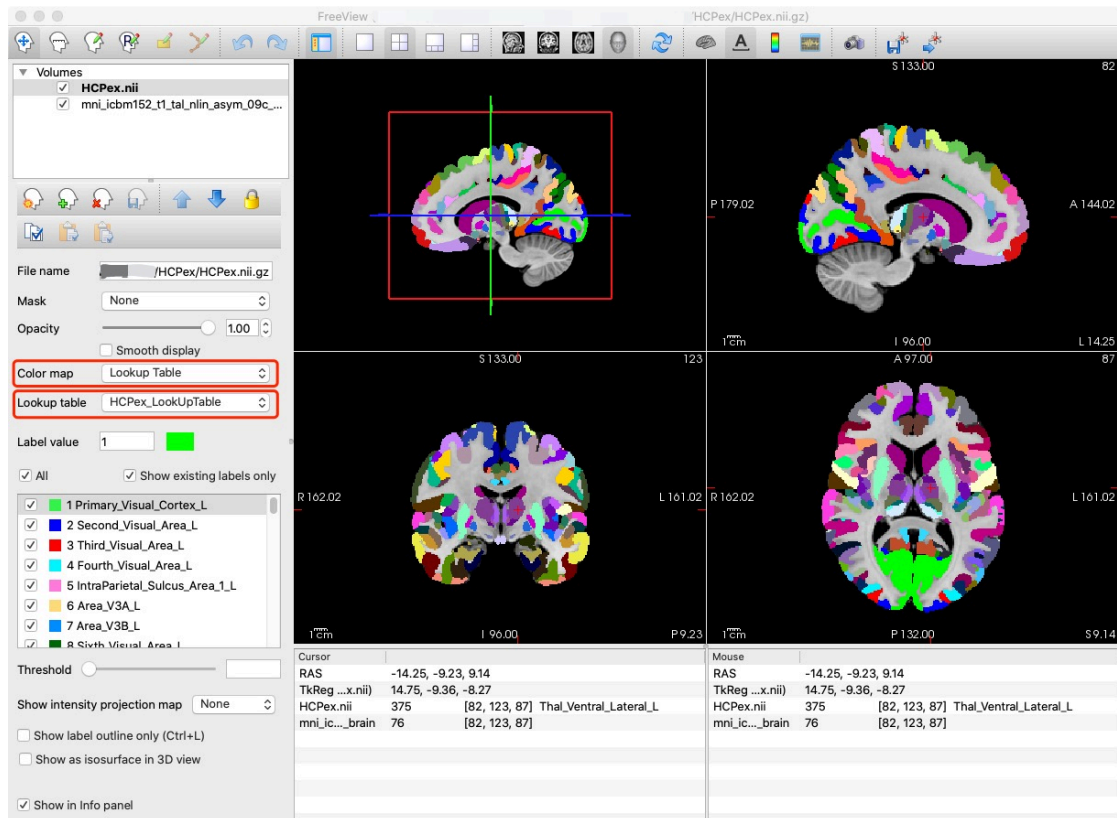 FreeView
/HCPex/HCPex.nii.gz)
Volumes
HCPex.nii
mni_icbm152_t1_tal_nlin_asym_09c_...
File name /HCPex/HCPex.nii.gz
Mask None
Opacity 1.00
Smooth display
Color map Lookup Table
Lookup table HCPex_LookUpTable
Label value 1
All Show existing labels only
1 Primary_Visual_Cortex_L
2 Second_Visual_Area_L
3 Third_Visual_Area_L
4 Fourth_Visual_Area_L
5 IntraParietal_Sulcus_Area_1_L
6 Area_V3A_L
7 Area_V3B_L
8 Sixth_Visual_Area_L
Threshold
Show intensity projection map None
Show label outline only (Ctrl+L)
Show as isosurface in 3D view
Show in Info panel
S 133.00 82
P 179.02 A 144.02
1 cm I 96.00 L 14.25
S 133.00 123
R 162.02 L 161.02
1 cm I 96.00 P 9.23
A 97.00 87
R 162.02 L 161.02
1 cm P 132.00 S 9.14
Cursor
RAS -14.25, -9.23, 9.14
TkReg ...x.nii) 14.75, -9.36, -8.27
HCPex.nii 375 [82, 123, 87] Thal_Ventral_Lateral_L
mni_ic..._brain 76 [82, 123, 87]
Mouse
RAS -14.25, -9.23, 9.14
TkReg ...x.nii) 14.75, -9.36, -8.27
HCPex.nii 375 [82, 123, 87] Thal_Ventral_Lateral_L
mni_ic..._brain 76 [82, 123, 87]